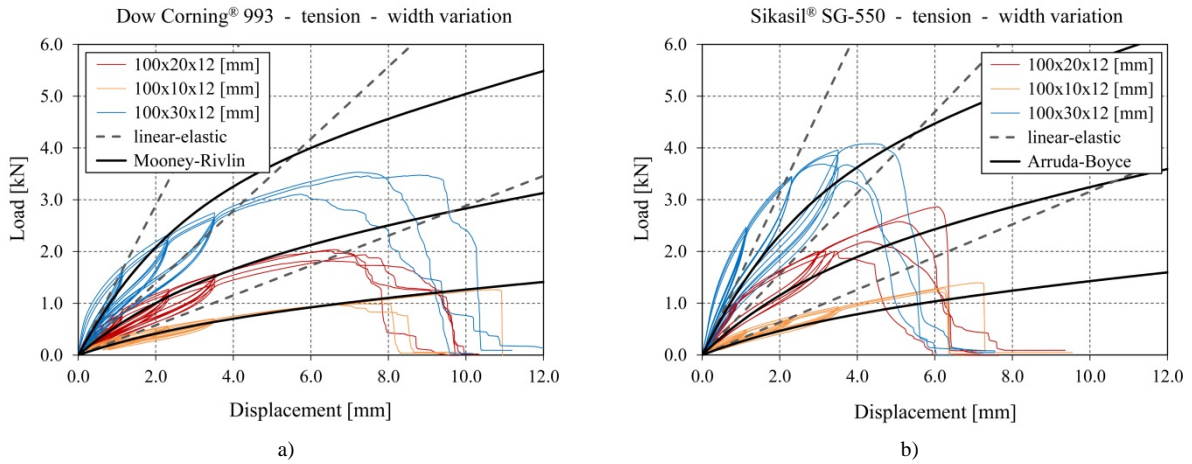 Dow Corning® 993 - tension - width variation
6.0
5.0
4.0
3.0
2.0
1.0
0.0
Load [kN]
100x20x12 [mm]
100x10x12 [mm]
100x30x12 [mm]
linear-elastic
Mooney-Rivlin
0.0 2.0 4.0 6.0 8.0 10.0 12.0
Displacement [mm]
a)
Sikasil® SG-550 - tension - width variation
6.0
5.0
4.0
3.0
2.0
1.0
0.0
Load [kN]
100x20x12 [mm]
100x10x12 [mm]
100x30x12 [mm]
linear-elastic
Arruda-Boyce
0.0 2.0 4.0 6.0 8.0 10.0 12.0
Displacement [mm]
b)